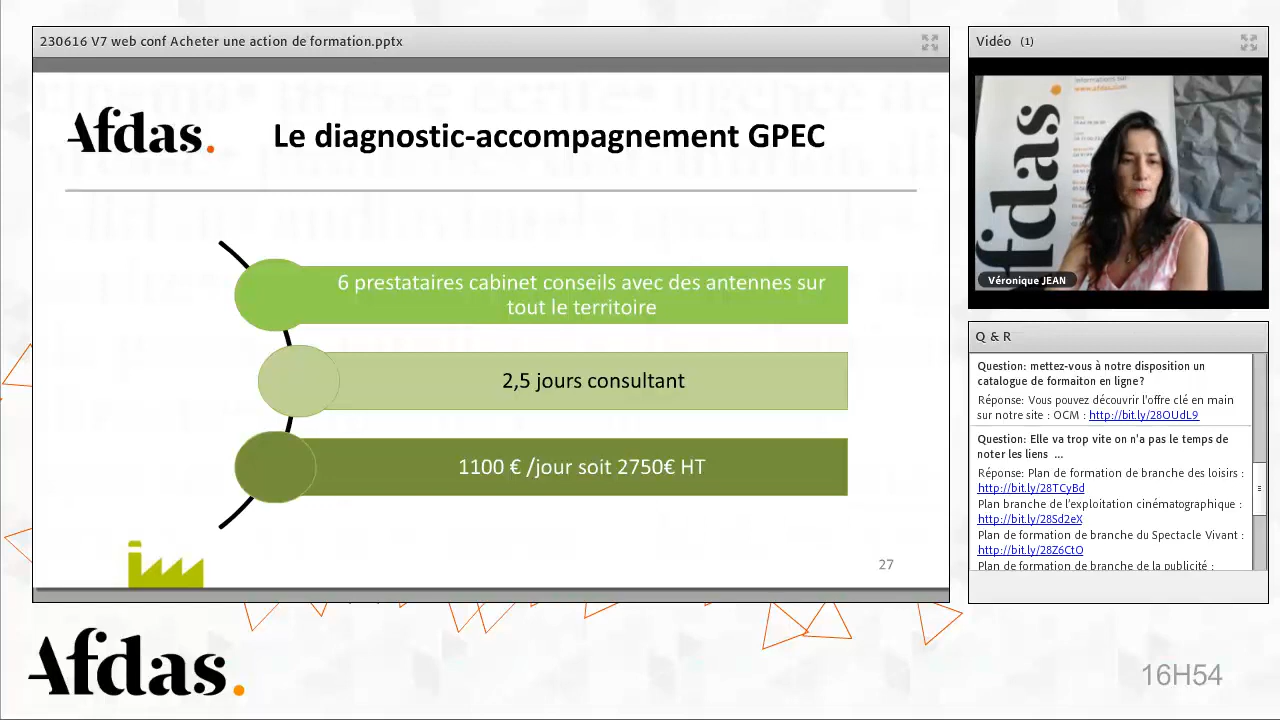 230616 V7 web conf Acheter une action de formation.pptx
Afdas.
Le diagnostic-accompagnement GPEC
6 prestataires cabinet conseils avec des antennes sur
tout le territoire
2,5 jours consultant
1100 € /jour soit 2750€ HT
27
Vidéo (1)
www.afdas.com
fdas.
Véronique JEAN
Q & R
Question: mettez-vous à notre disposition un
catalogue de formaiton en ligne?
Réponse: Vous pouvez découvrir l'offre clé en main
sur notre site : OCM : http://bit.ly/28OUdL9
Question: Elle va trop vite on n'a pas le temps de
noter les liens ...
Réponse: Plan de formation de branche des loisirs :
http://bit.ly/28TCyBd
Plan branche de l'exploitation cinématographique :
http://bit.ly/28Sd2eX
Plan de formation de branche du Spectacle Vivant :
http://bit.ly/28Z6CtO
Plan de formation de branche de la publicité :
Afdas.
16H54